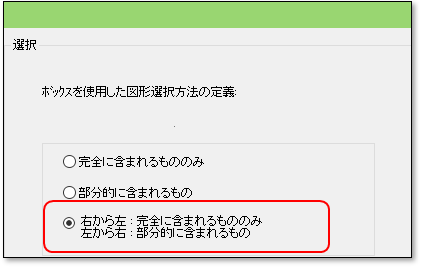 選択
ボックスを使用した図形選択方法の定義:
完全に含まれるもののみ
部分的に含まれるもの
右から左 : 完全に含まれるもののみ
左から右 : 部分的に含まれるもの